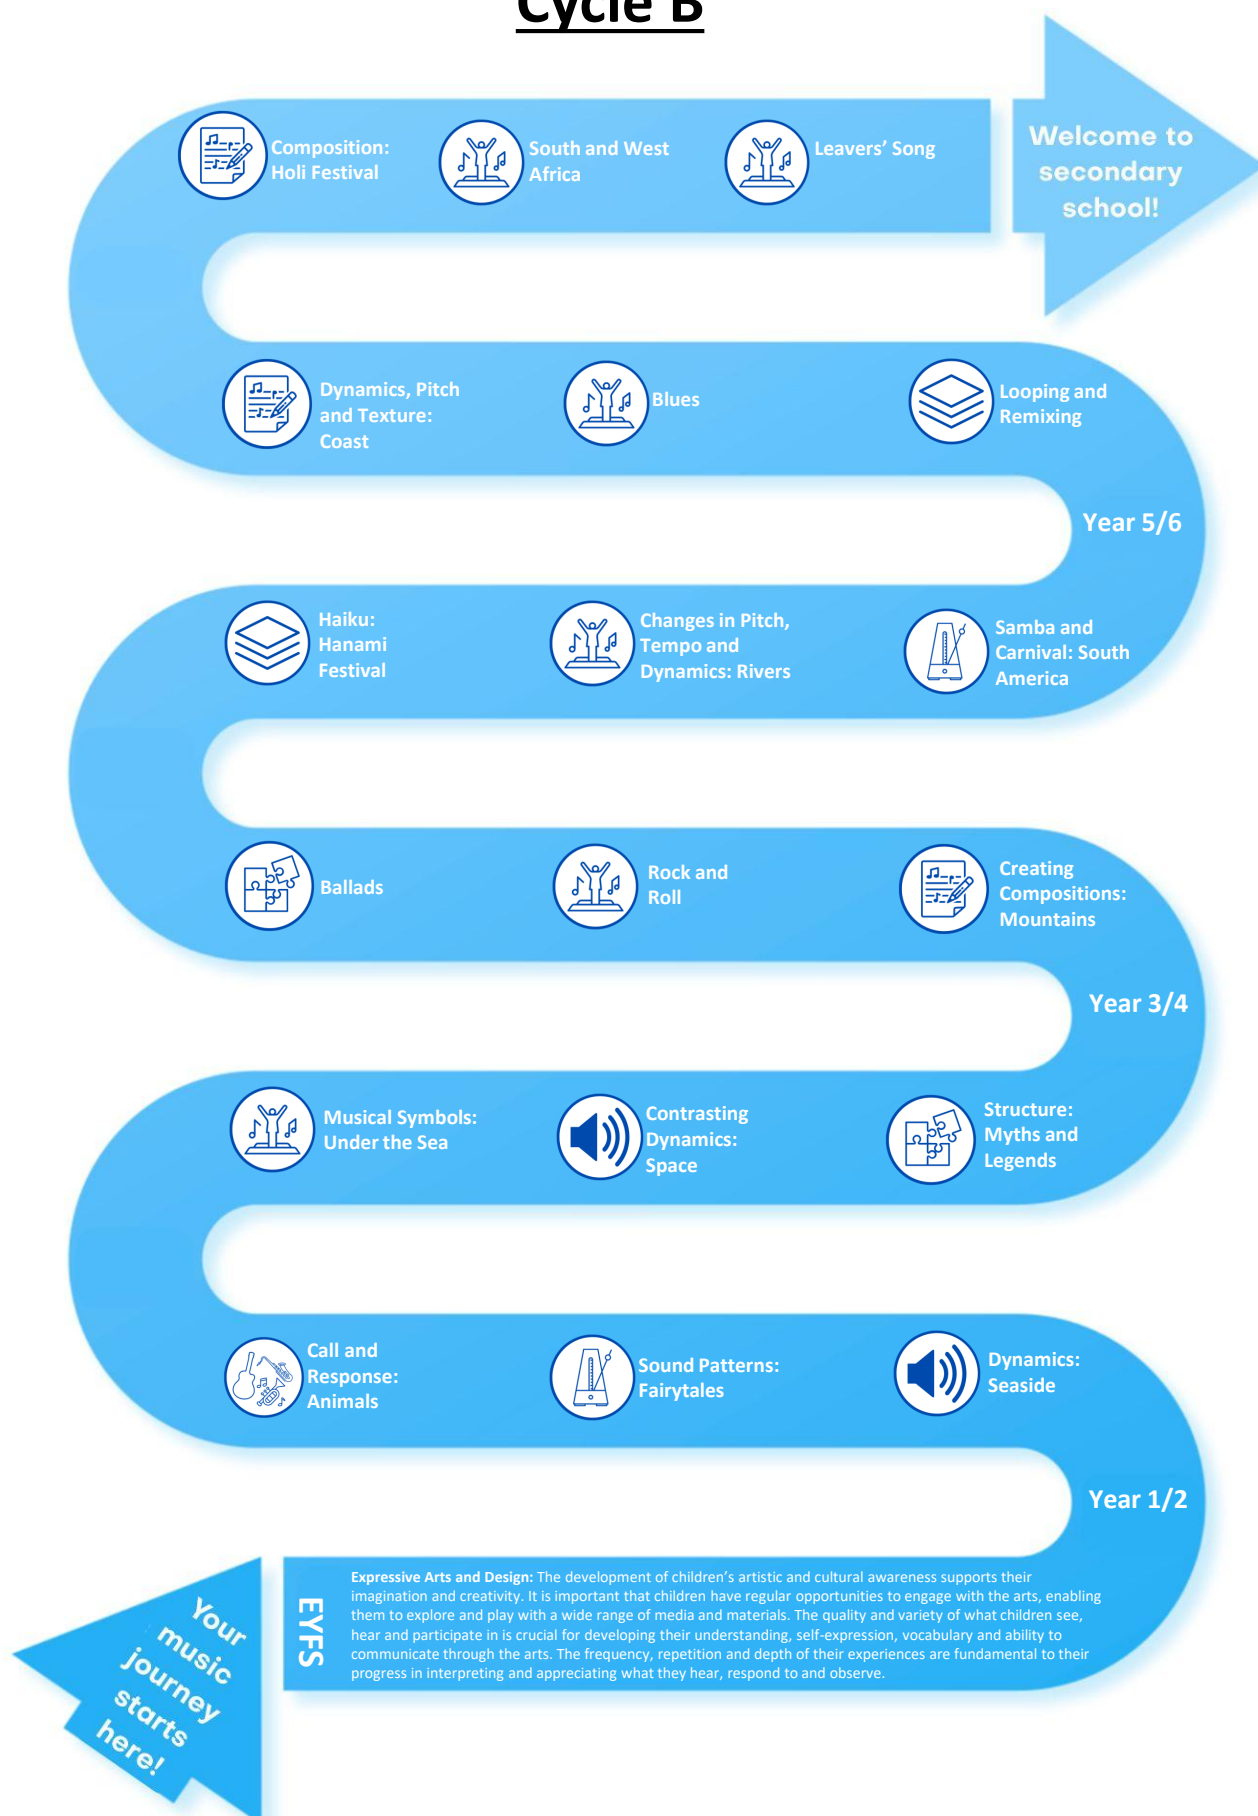 Cycle B
Composition:
Holi Festival
South and West
Africa
Leavers' Song
Welcome to
secondary
school!
Dynamics, Pitch
and Texture:
Coast
Blues
Looping and
Remixing
Year 5/6
Haiku:
Hanami
Festival
Changes in Pitch,
Tempo and
Dynamics: Rivers
Samba and
Carnival: South
America
Ballads
Rock and
Roll
Creating
Compositions:
Mountains
Year 3/4
Musical Symbols:
Under the Sea
Contrasting
Dynamics:
Space
Structure:
Myths and
Legends
Call and
Response:
Animals
Sound Patterns:
Fairytales
Dynamics:
Seaside
Year 1/2
EYFS
Expressive Arts and Design: The development of children's artistic and cultural awareness supports their
imagination and creativity. It is important that children have regular opportunities to engage with the arts, enabling
them to explore and play with a wide range of media and materials. The quality and variety of what children see,
hear and participate in is crucial for developing their understanding, self-expression, vocabulary and ability to
communicate through the arts. The frequency, repetition and depth of their experiences are fundamental to their
progress in interpreting and appreciating what they hear, respond to and observe.
Your
music
journey
starts
here!